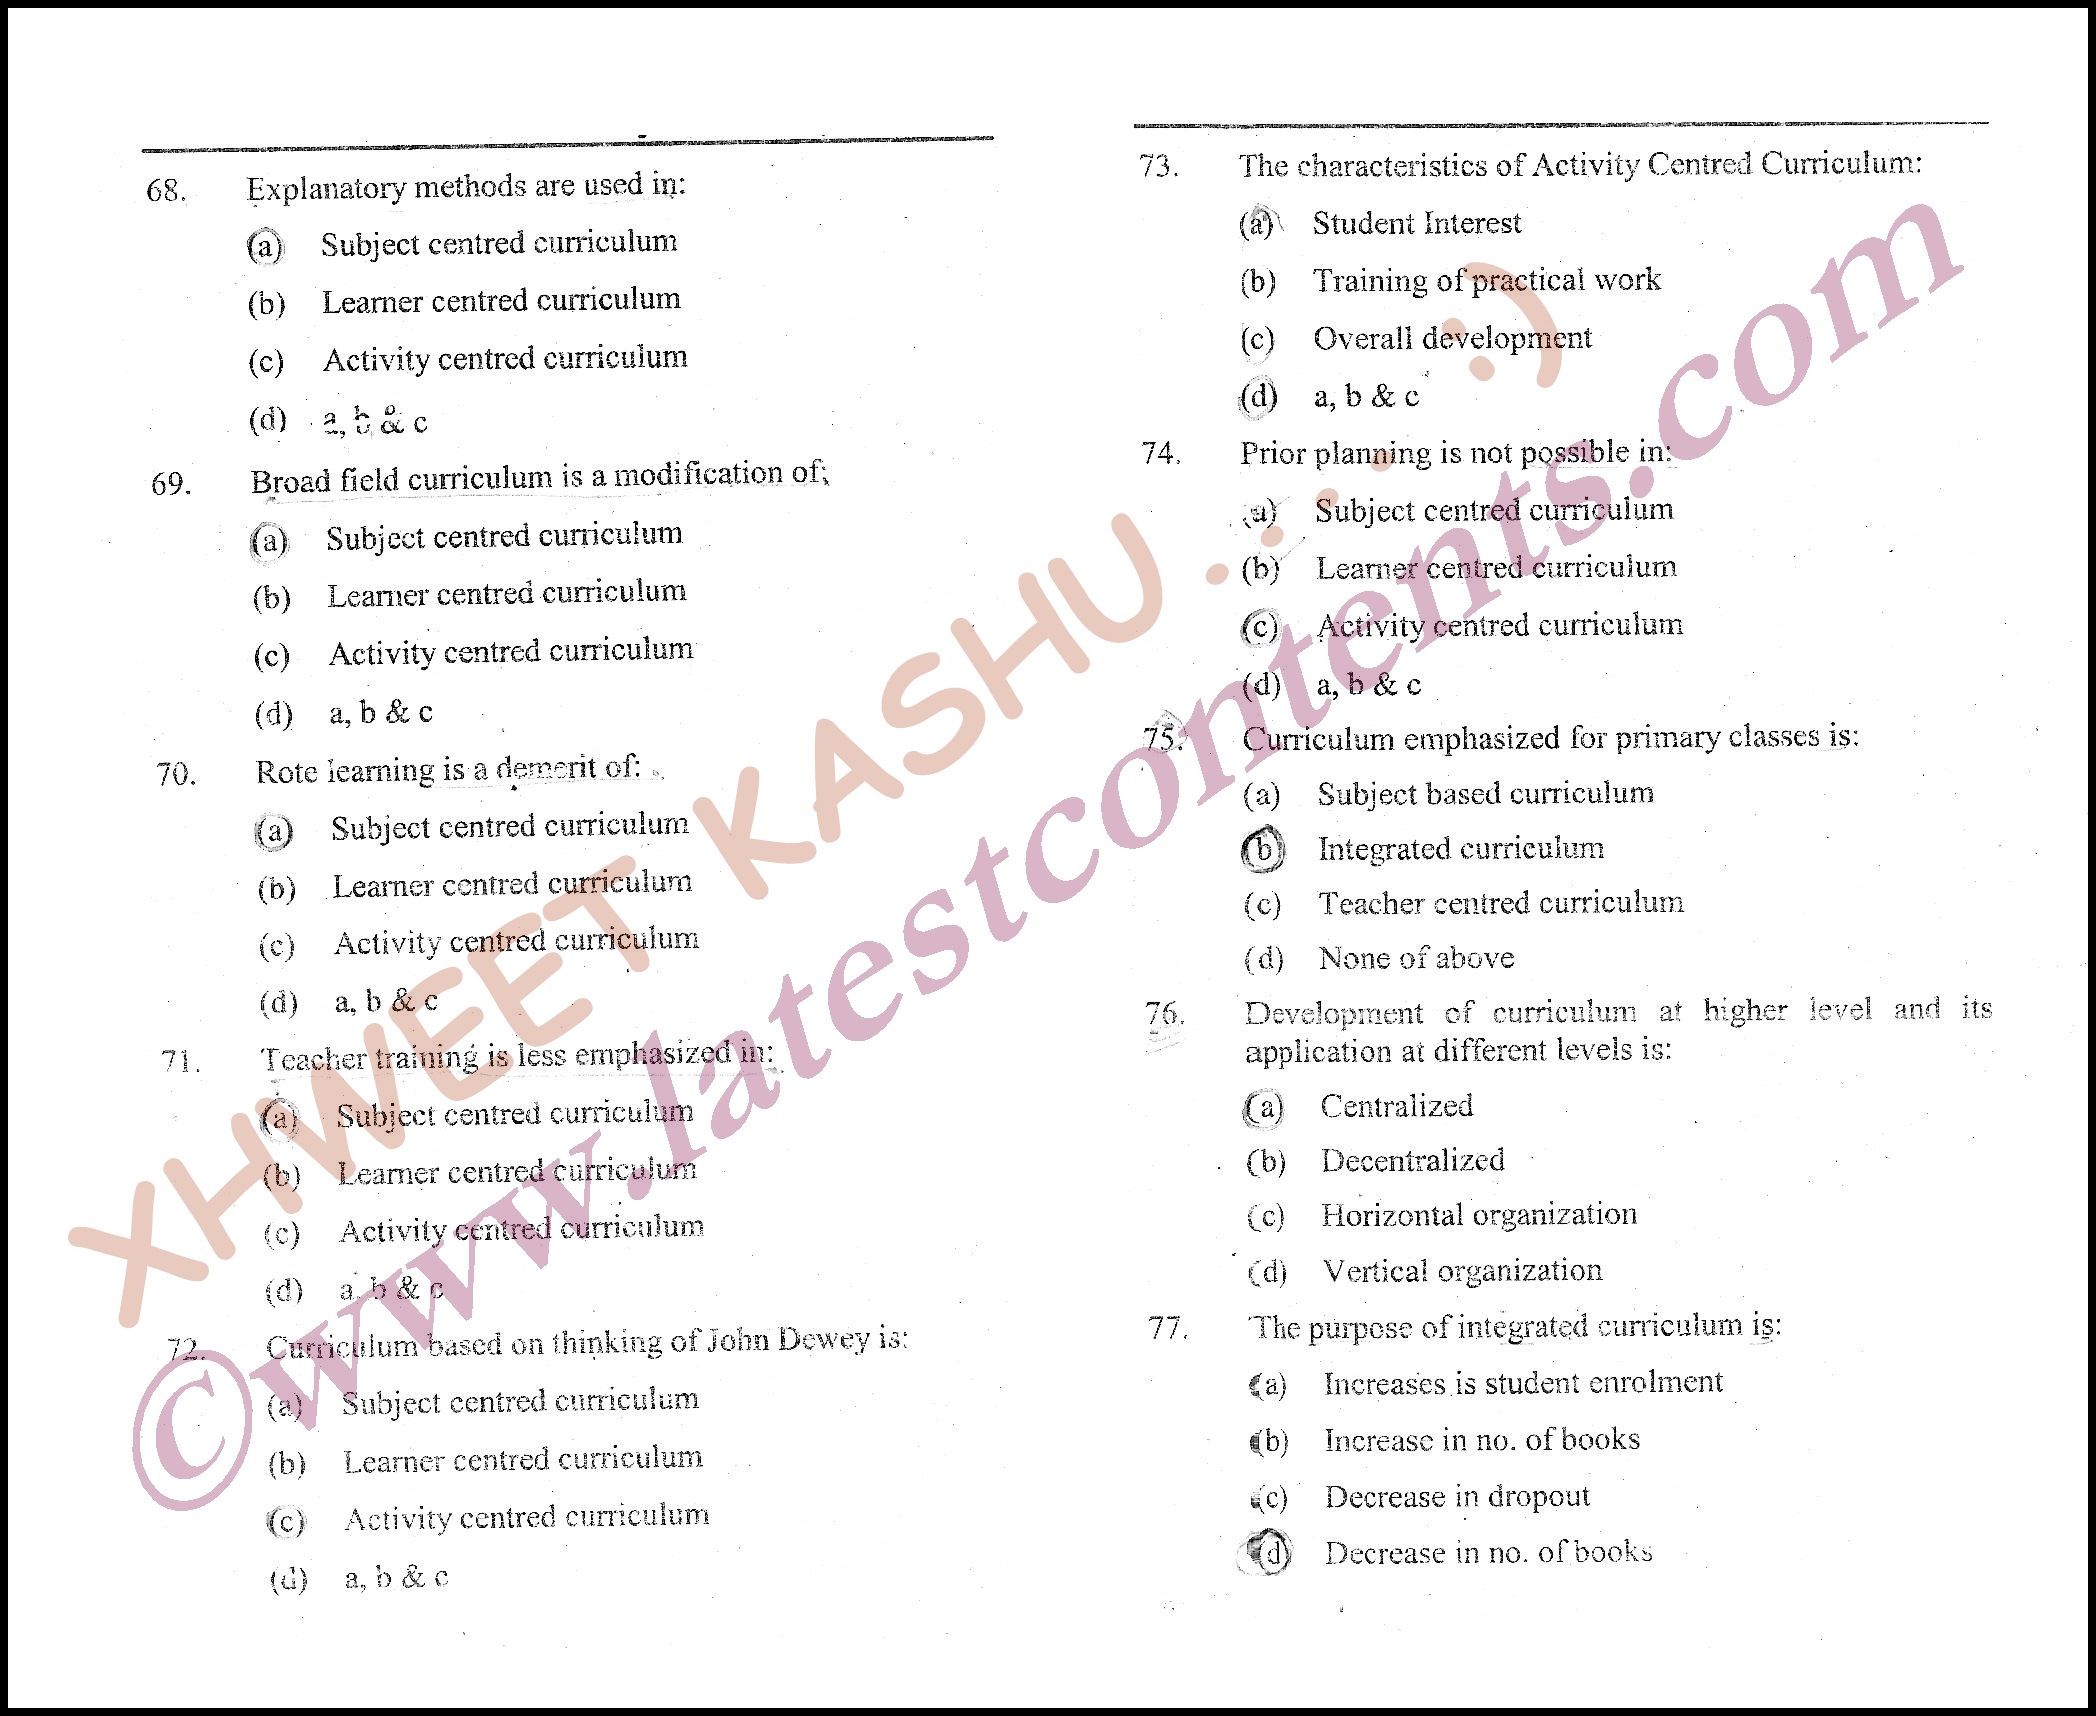 68. Explanatory methods are used in:
(a) Subject centred curriculum
(b) Learner centred curriculum
(c) Activity centred curriculum
(d) a, b & c
69. Broad field curriculum is a modification of:
(a) Subject centred curriculum
(b) Learner centred curriculum
(c) Activity centred curriculum
(d) a, b & c
70. Rote learning is a demerit of:
(a) Subject centred curriculum
(b) Learner centred curriculum
(c) Activity centred curriculum
(d) a, b & c
71. Teacher training is less emphasized in:
(a) Subject centred curriculum
(b) Learner centred curriculum
(c) Activity centred curriculum
(d) a, b & c
72. Curriculum based on thinking of John Dewey is:
(a) Subject centred curriculum
(b) Learner centred curriculum
(c) Activity centred curriculum
(d) a, b & c
73. The characteristics of Activity Centred Curriculum:
(a) Student Interest
(b) Training of practical work
(c) Overall development
(d) a, b & c
74. Prior planning is not possible in:
(a) Subject centred curriculum
(b) Learner centred curriculum
(c) Activity centred curriculum
(d) a, b & c
75. Curriculum emphasized for primary classes is:
(a) Subject based curriculum
(b) Integrated curriculum
(c) Teacher centred curriculum
(d) None of above
76. Development of curriculum at higher level and its
application at different levels is:
(a) Centralized
(b) Decentralized
(c) Horizontal organization
(d) Vertical organization
77. The purpose of integrated curriculum is:
(a) Increases is student enrolment
(b) Increase in no. of books
(c) Decrease in dropout
(d) Decrease in no. of books
XHWEET KASHU . . . . . :)
©www.latestcontents.com